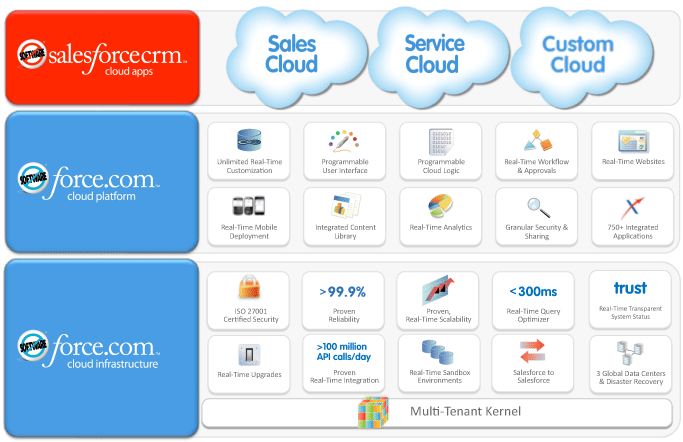 SOFTWARE
salesforcecrm™
cloud apps
Sales
Cloud
Service
Cloud
Custom
Cloud
SOFTWARE
force.com™
cloud platform
Unlimited Real-Time
Customization
Programmable
User Interface
Programmable
Cloud Logic
Real-Time Workflow
& Approvals
Real-Time Websites
Real-Time Mobile
Deployment
Integrated Content
Library
Real-Time Analytics
Granular Security &
Sharing
750+ Integrated
Applications
SOFTWARE
force.com™
cloud infrastructure
ISO 27001
Certified Security
>99.9%
Proven
Reliability
Proven,
Real-Time Scalability
<300ms
Real-Time Query
Optimizer
trust
Real-Time Transparent
System Status
Real-Time Upgrades
>100 million
API calls/day
Proven
Real-Time Integration
Real-Time Sandbox
Environments
Salesforce to
Salesforce
3 Global Data Centers
& Disaster Recovery
Multi-Tenant Kernel